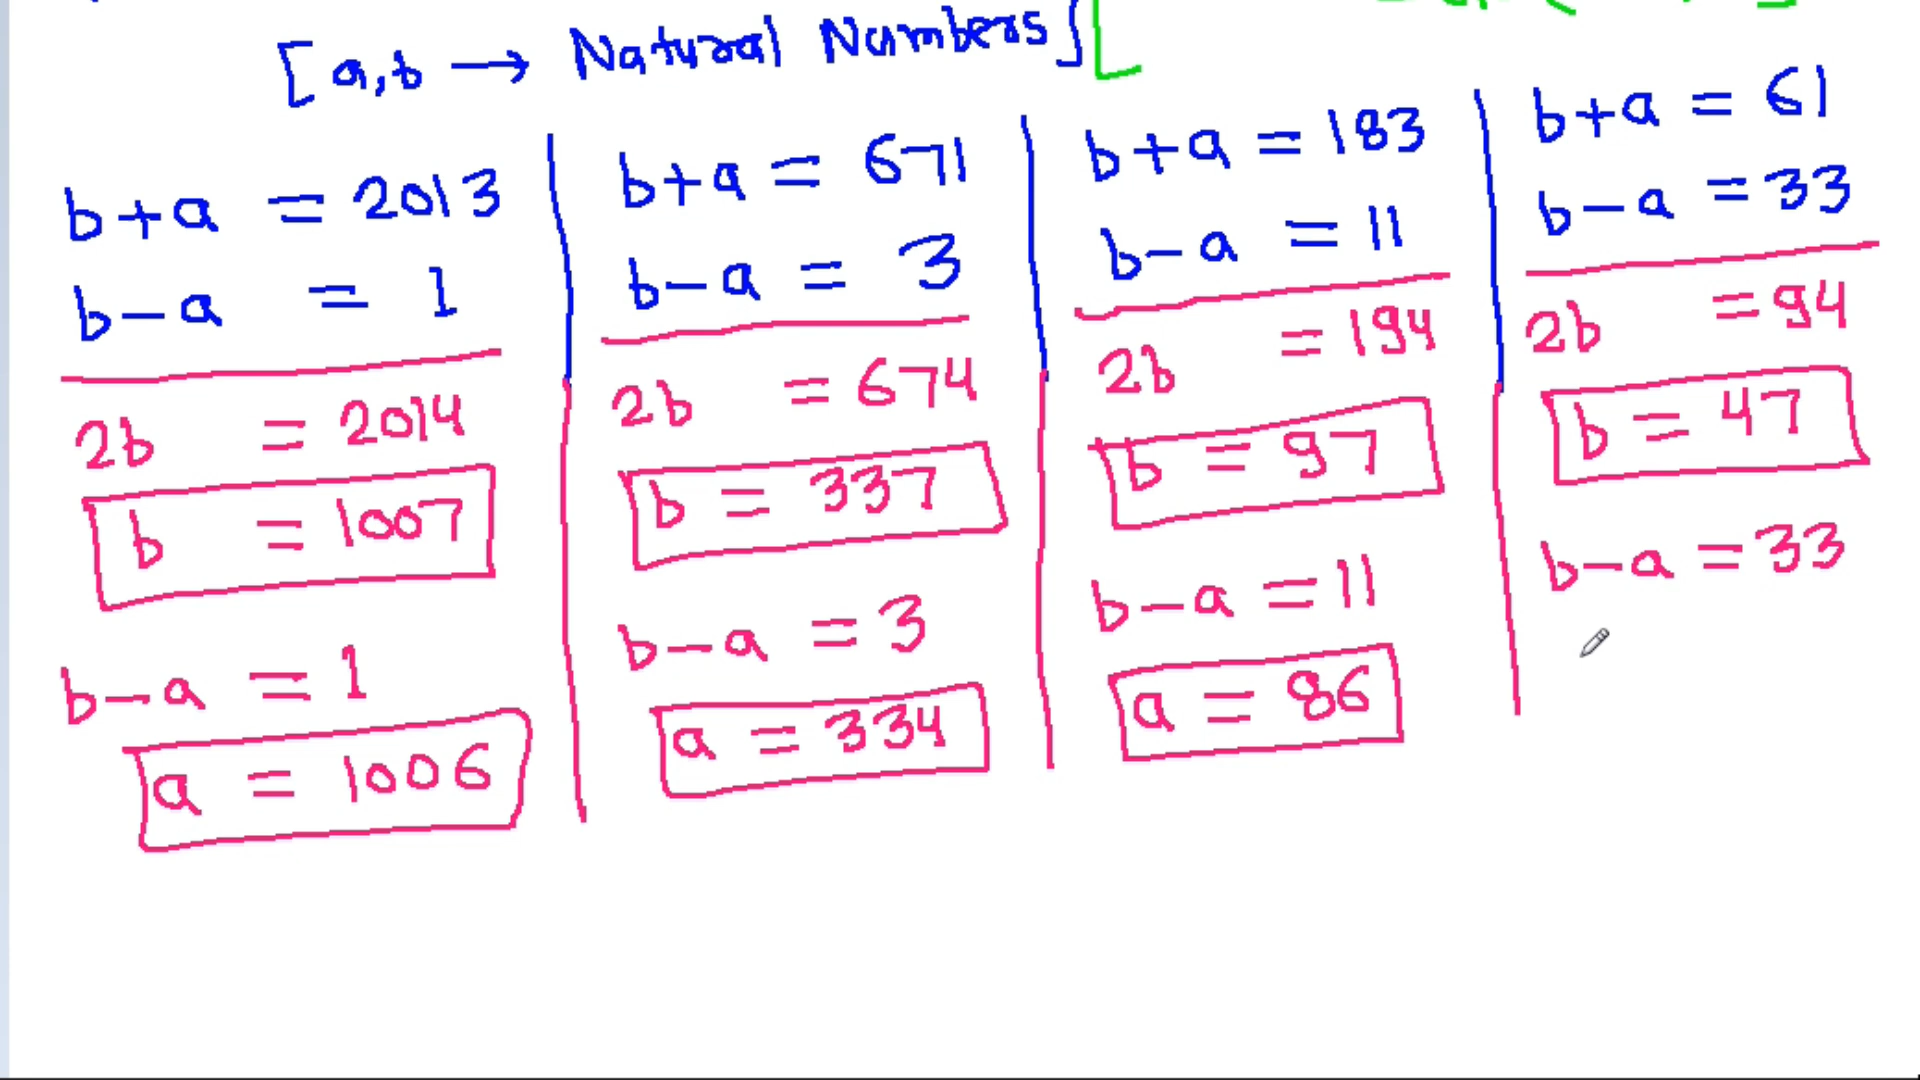 [a,b → Natural Numbers]
b+a = 2013
b-a = 1
2b = 2014
b = 1007
b-a = 1
a = 1006
b+a = 671
b-a = 3
2b = 674
b = 337
b-a = 3
a = 334
b+a = 183
b-a = 11
2b = 194
b = 97
b-a = 11
a = 86
b+a = 61
b-a = 33
2b = 94
b = 47
b-a = 33